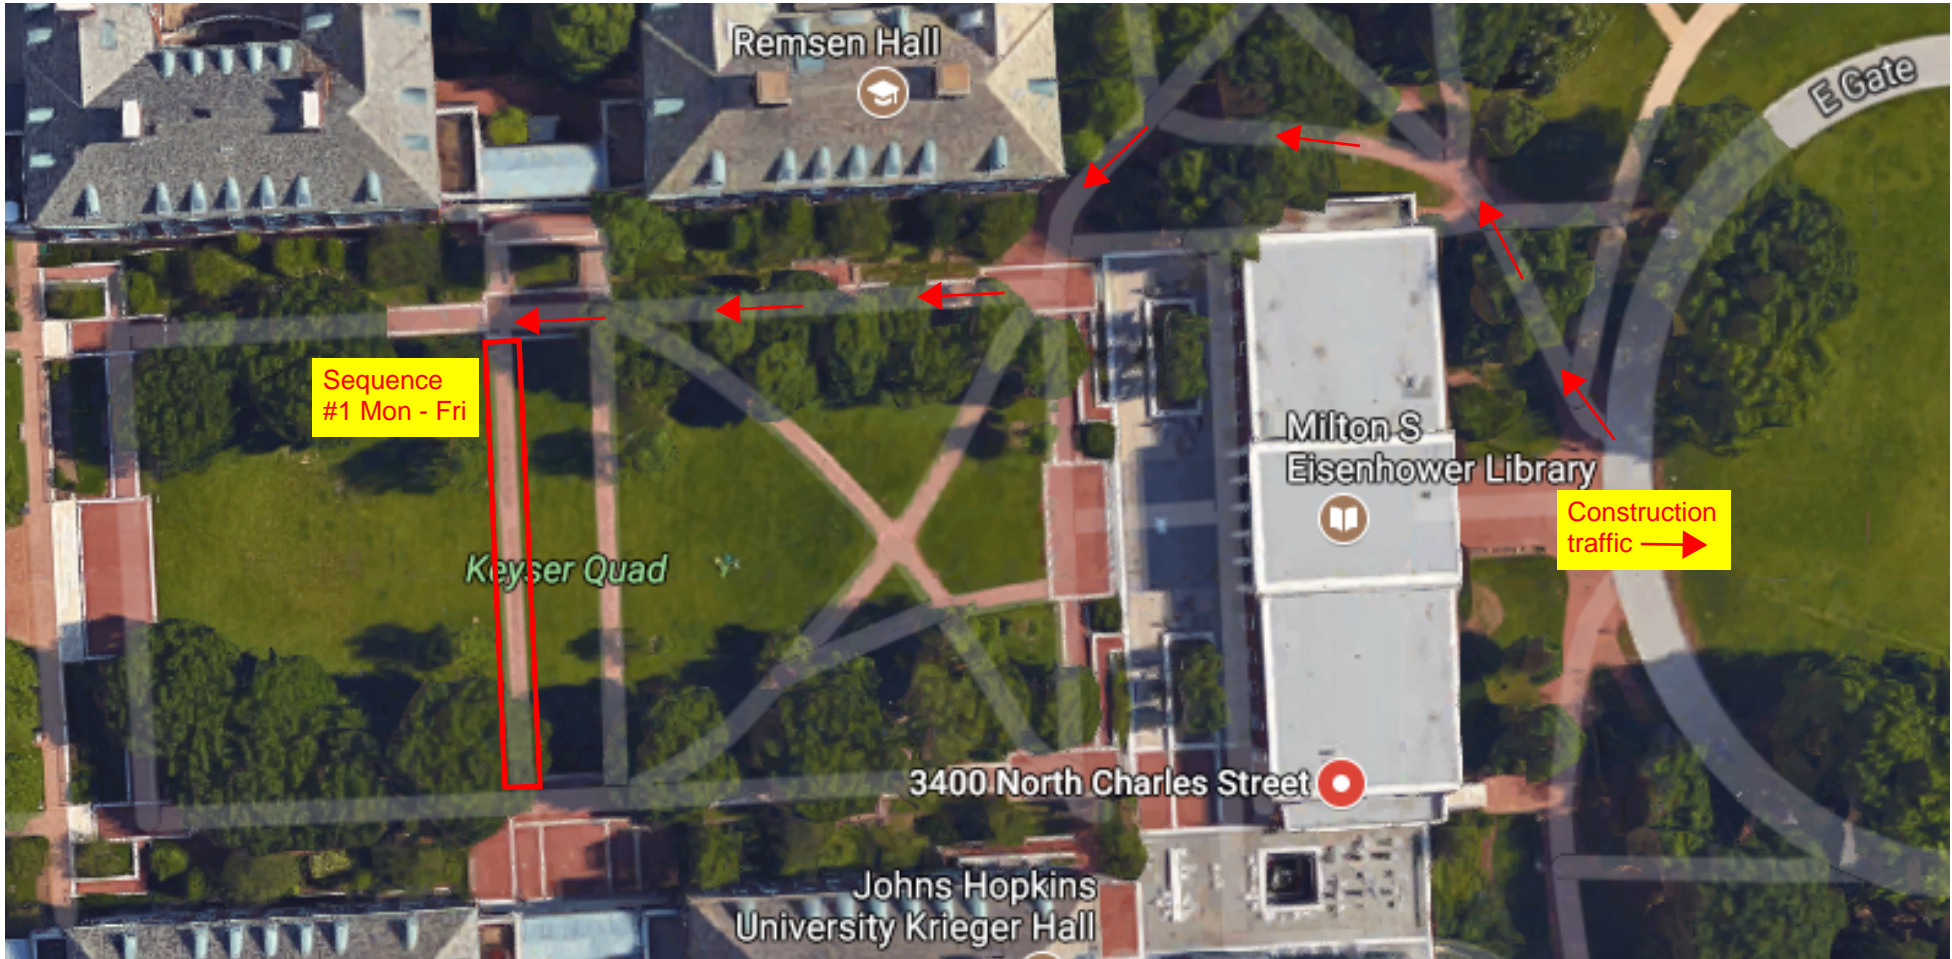 Remsen Hall
E Gate
Sequence
#1 Mon - Fri
Milton S
Eisenhower Library
Construction
traffic
Keyser Quad
3400 North Charles Street
Johns Hopkins
University Krieger Hall